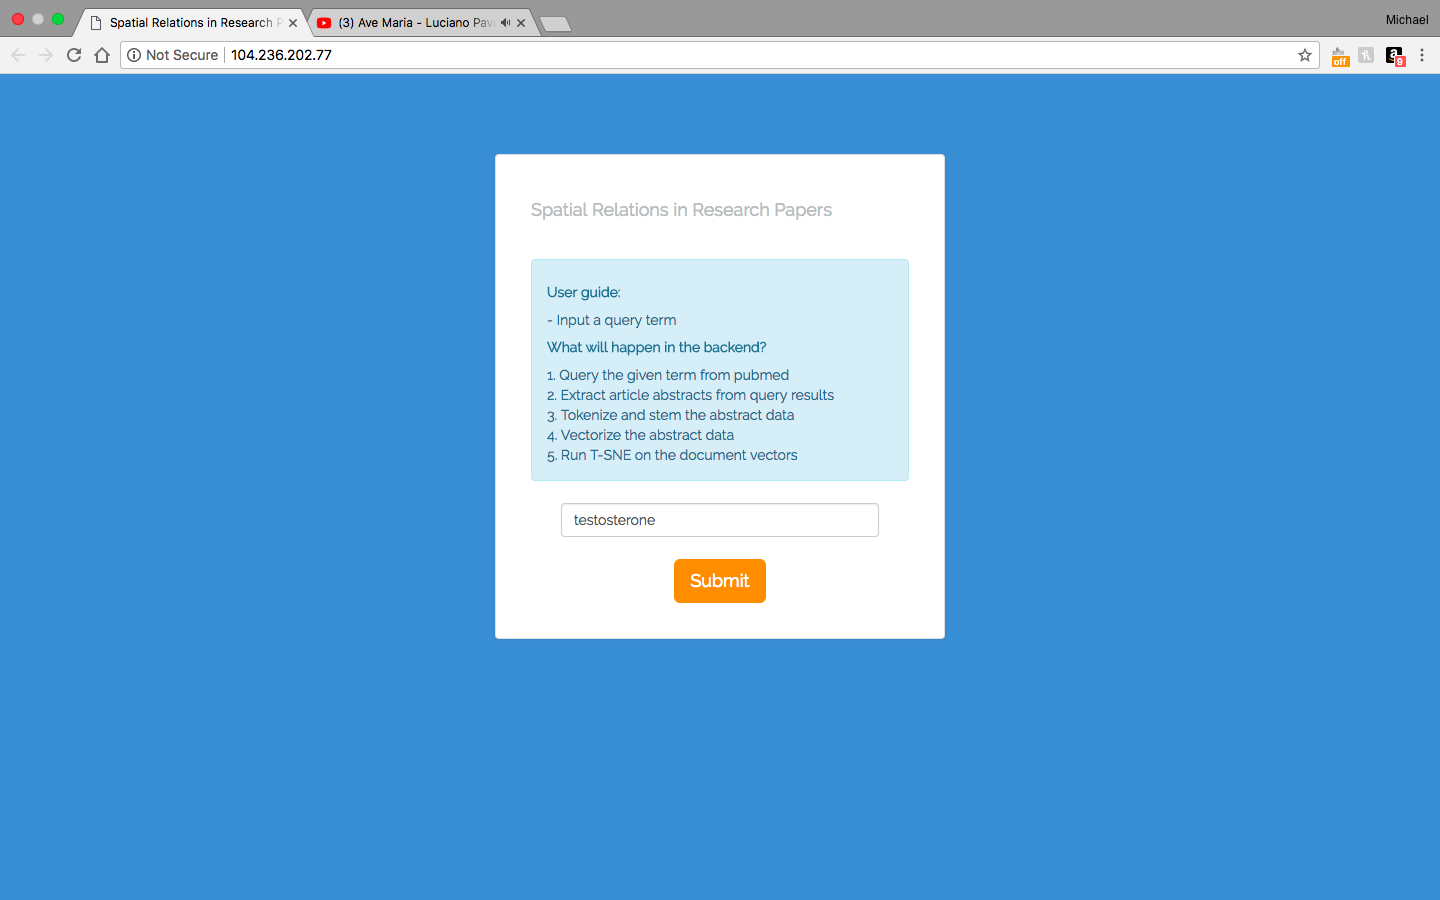 Spatial Relations in Research P
(3) Ave Maria - Luciano Pav
Michael
Not Secure
104.236.202.77
off
a
9
Spatial Relations in Research Papers
User guide:
- Input a query term
What will happen in the backend?
1. Query the given term from pubmed
2. Extract article abstracts from query results
3. Tokenize and stem the abstract data
4. Vectorize the abstract data
5. Run T-SNE on the document vectors
testosterone
Submit